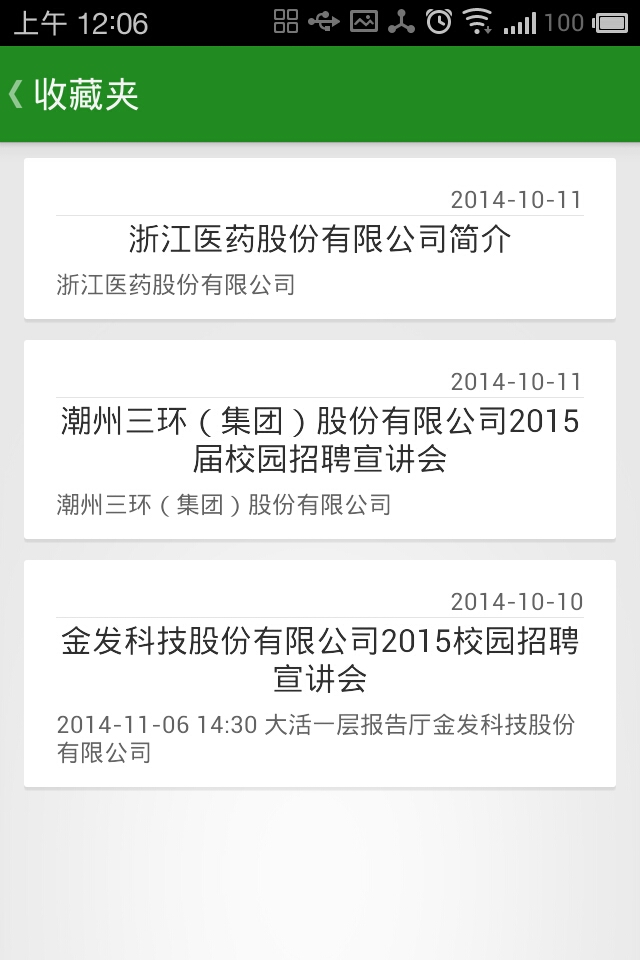 上午 12:06
100
收藏夹
2014-10-11
浙江医药股份有限公司简介
浙江医药股份有限公司
2014-10-11
潮州三环（集团）股份有限公司2015
届校园招聘宣讲会
潮州三环（集团）股份有限公司
2014-10-10
金发科技股份有限公司2015校园招聘
宣讲会
2014-11-06 14:30 大活一层报告厅金发科技股份
有限公司